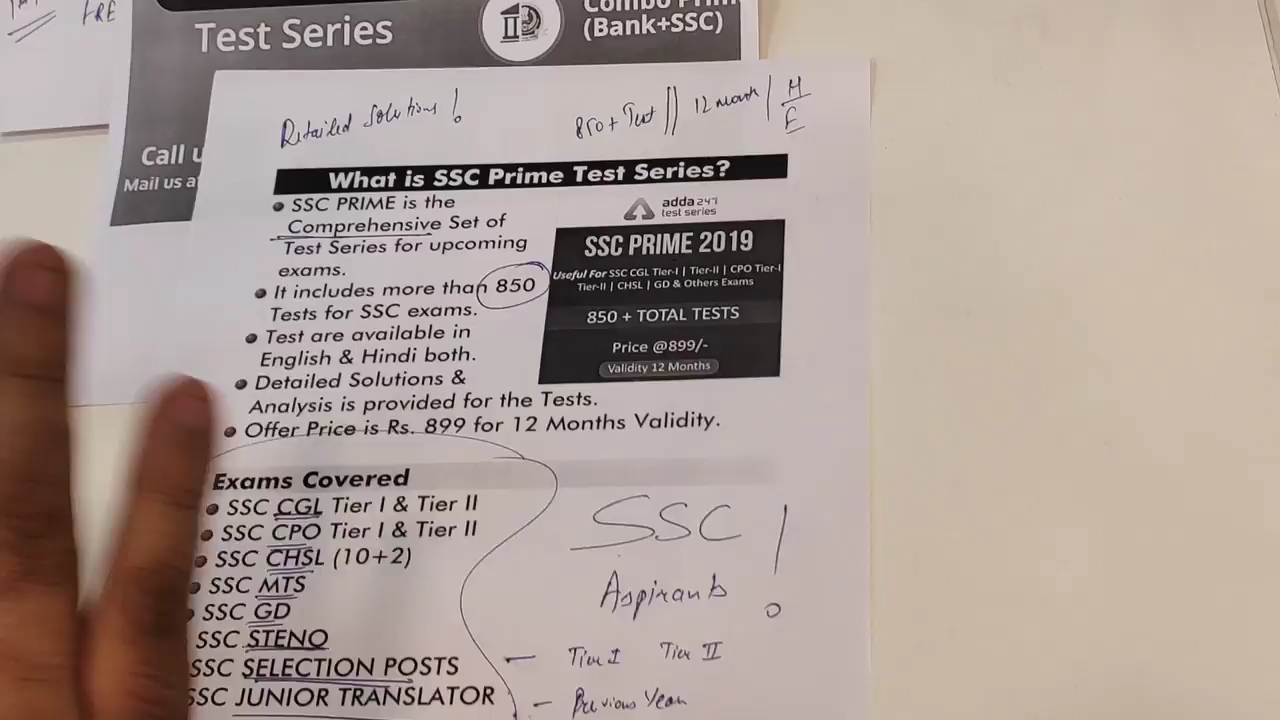 FRE
Test Series
Combo Prim
(Bank+SSC)
Call u
Mail us a
Detailed Solutions !
850+ Test || 12 month | H
E
What is SSC Prime Test Series?
• SSC PRIME is the
Comprehensive Set of
Test Series for upcoming
exams.
• It includes more than 850
Tests for SSC exams.
• Test are available in
English & Hindi both.
• Detailed Solutions &
Analysis is provided for the Tests.
• Offer Price is Rs. 899 for 12 Months Validity.
adda247
test series
SSC PRIME 2019
Useful For SSC CGL Tier-I | Tier-II | CPO Tier-I
Tier-II | CHSL | GD & Others Exams
850 + TOTAL TESTS
Price @899/-
Validity 12 Months
Exams Covered
• SSC CGL Tier I & Tier II
• SSC CPO Tier I & Tier II
• SSC CHSL (10+2)
• SSC MTS
• SSC GD
SSC STENO
SSC SELECTION POSTS
SSC JUNIOR TRANSLATOR
SSC !
Aspirants
– Tier I Tier II
– Previous Year